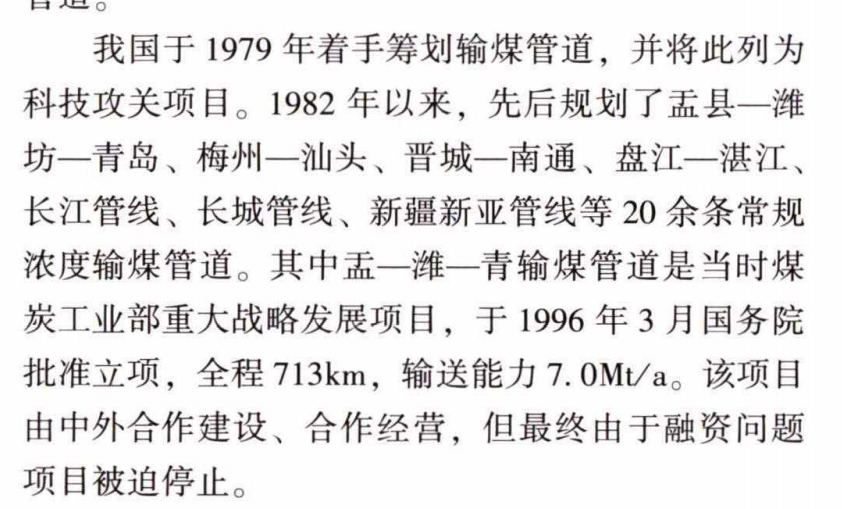 管道。
我国于 1979 年着手筹划输煤管道，并将此列为
科技攻关项目。1982 年以来，先后规划了盂县—潍
坊—青岛、梅州—汕头、晋城—南通、盘江—湛江、
长江管线、长城管线、新疆新亚管线等 20 余条常规
浓度输煤管道。其中孟—潍—青输煤管道是当时煤
炭工业部重大战略发展项目，于 1996 年 3 月国务院
批准立项，全程 713km，输送能力 7.0Mt/a。该项目
由中外合作建设、合作经营，但最终由于融资问题
项目被迫停止。